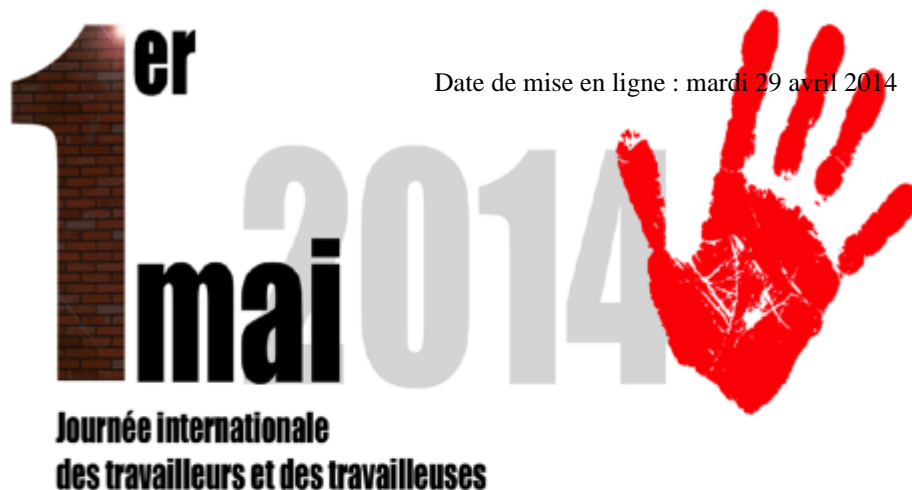 1er
Date de mise en ligne : mardi 29 avril 2014
2014
mai
Journée internationale
des travailleurs et des travailleuses